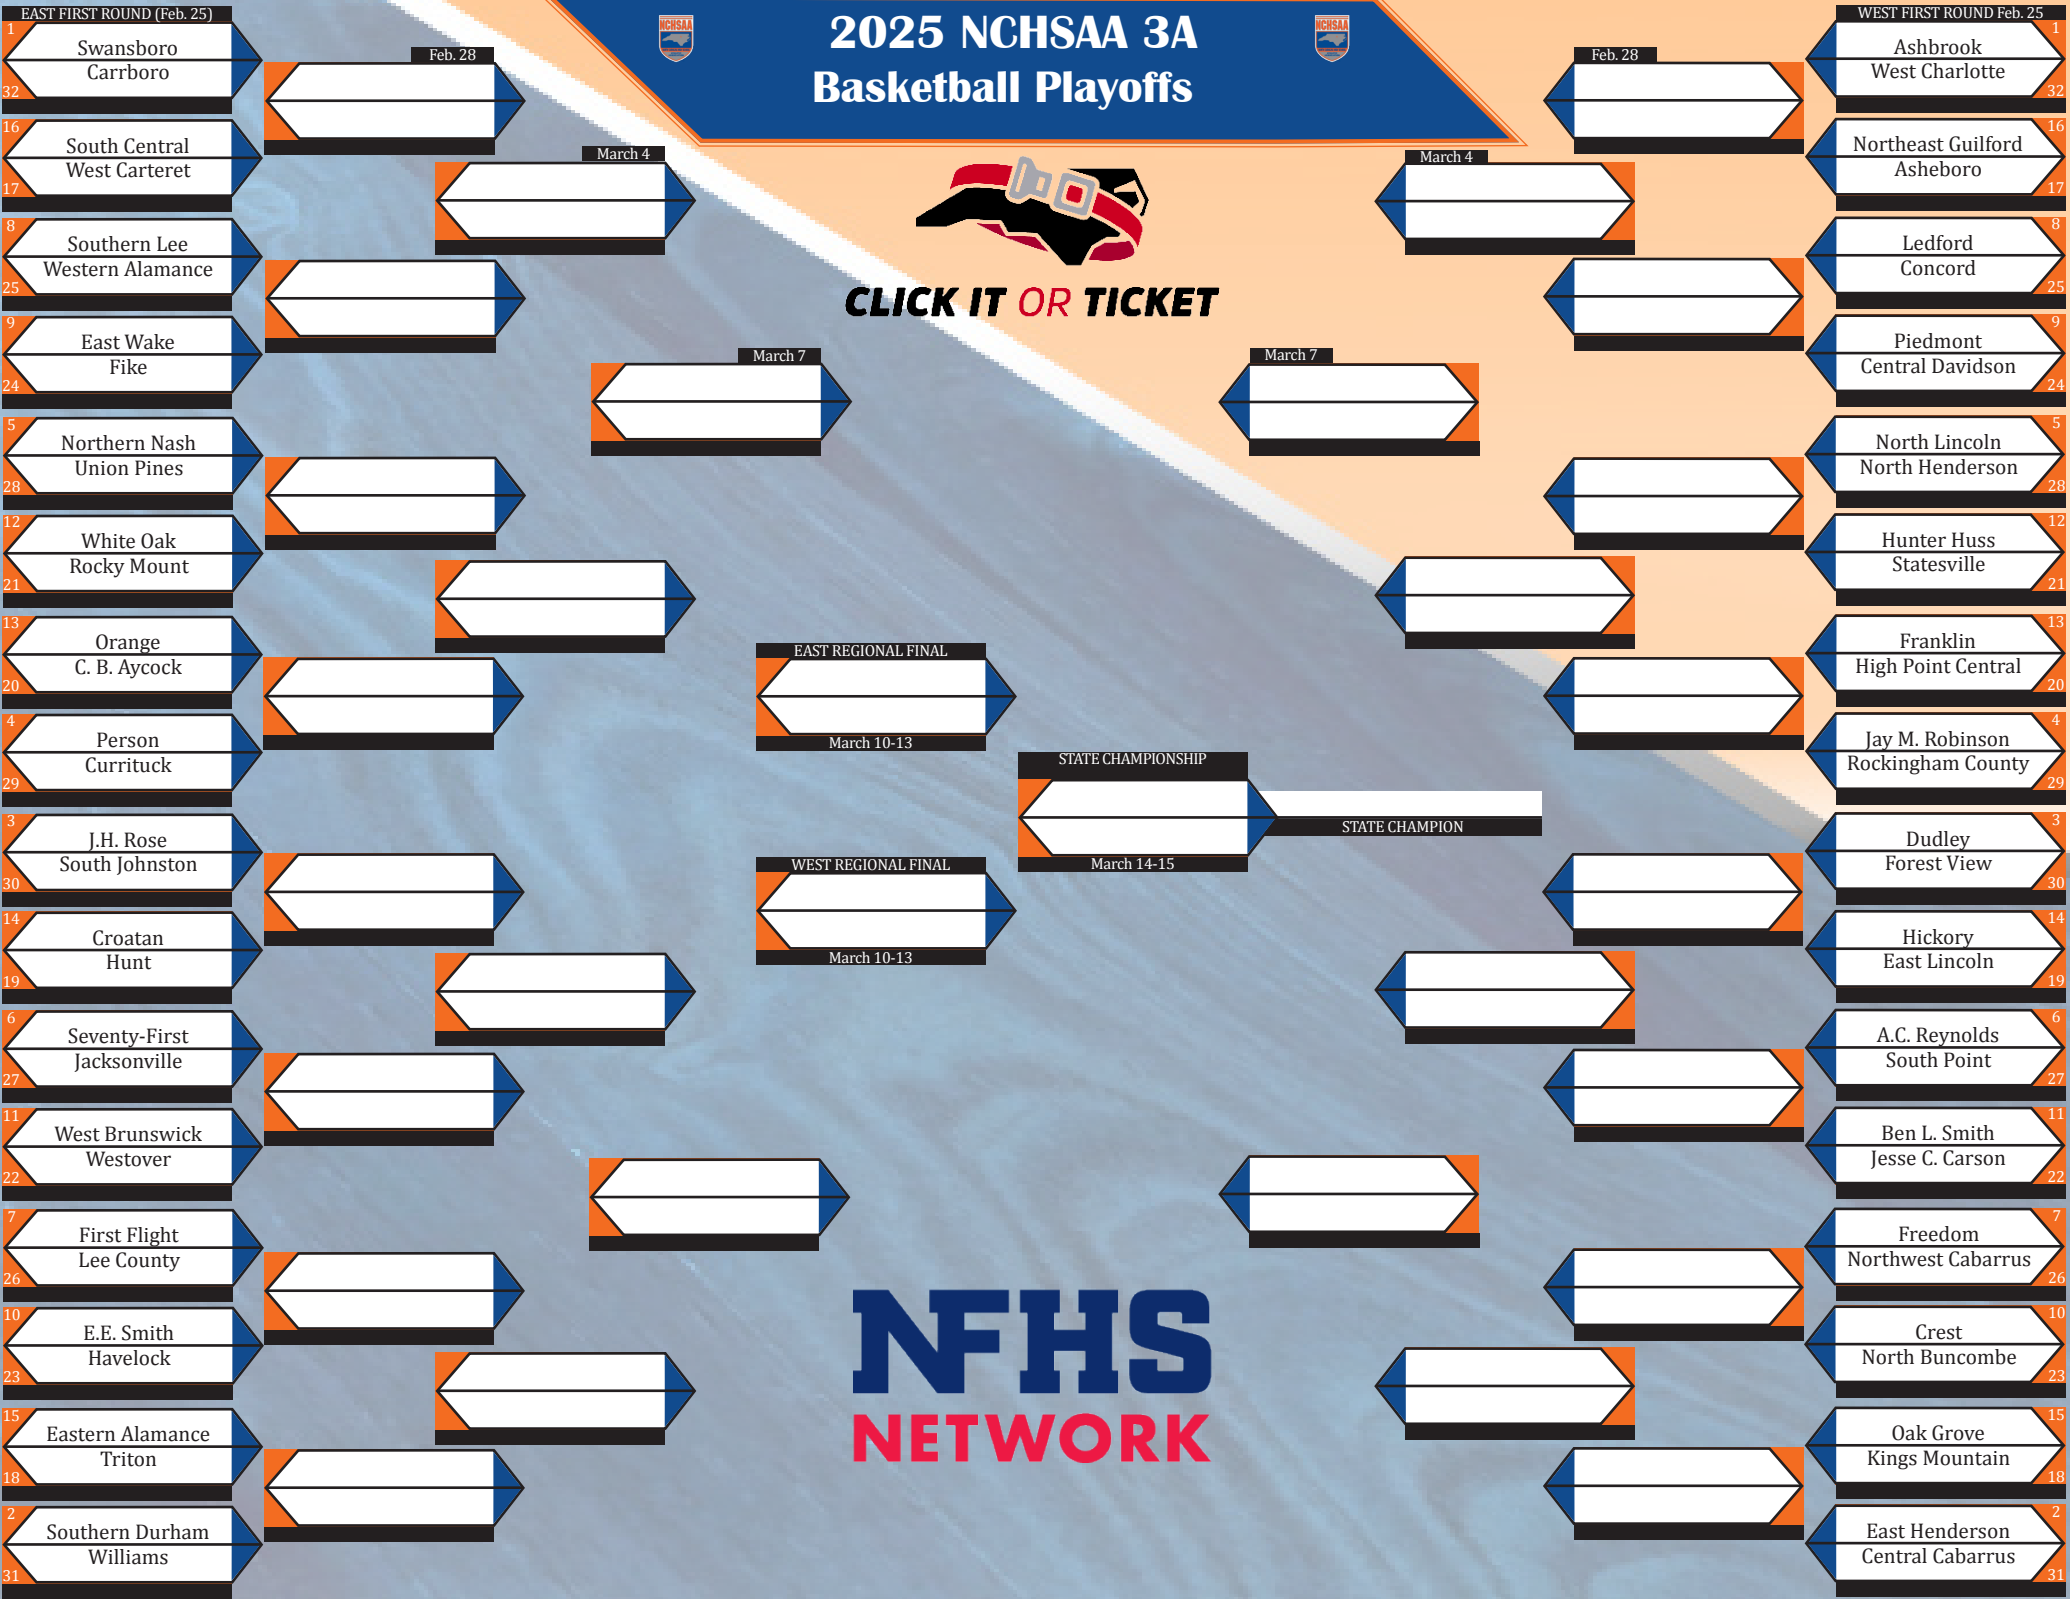 2025 NCHSAA 3A
Basketball Playoffs
NCHSAA
NCHSAA
CLICK IT OR TICKET
EAST FIRST ROUND (Feb. 25)
1
Swansboro
Carrboro
32
16
South Central
West Carteret
17
8
Southern Lee
Western Alamance
25
9
East Wake
Fike
24
5
Northern Nash
Union Pines
28
12
White Oak
Rocky Mount
21
13
Orange
C. B. Aycock
20
4
Person
Currituck
29
3
J.H. Rose
South Johnston
30
14
Croatan
Hunt
19
6
Seventy-First
Jacksonville
27
11
West Brunswick
Westover
22
7
First Flight
Lee County
26
10
E.E. Smith
Havelock
23
15
Eastern Alamance
Triton
18
2
Southern Durham
Williams
31
Feb. 28
March 4
March 7
EAST REGIONAL FINAL
March 10-13
STATE CHAMPIONSHIP
March 14-15
STATE CHAMPION
WEST REGIONAL FINAL
March 10-13
NFHS
NETWORK
March 7
March 4
Feb. 28
WEST FIRST ROUND Feb. 25
1
Ashbrook
West Charlotte
32
16
Northeast Guilford
Asheboro
17
8
Ledford
Concord
25
9
Piedmont
Central Davidson
24
5
North Lincoln
North Henderson
28
12
Hunter Huss
Statesville
21
13
Franklin
High Point Central
20
4
Jay M. Robinson
Rockingham County
29
3
Dudley
Forest View
30
14
Hickory
East Lincoln
19
6
A.C. Reynolds
South Point
27
11
Ben L. Smith
Jesse C. Carson
22
7
Freedom
Northwest Cabarrus
26
10
Crest
North Buncombe
23
15
Oak Grove
Kings Mountain
18
2
East Henderson
Central Cabarrus
31